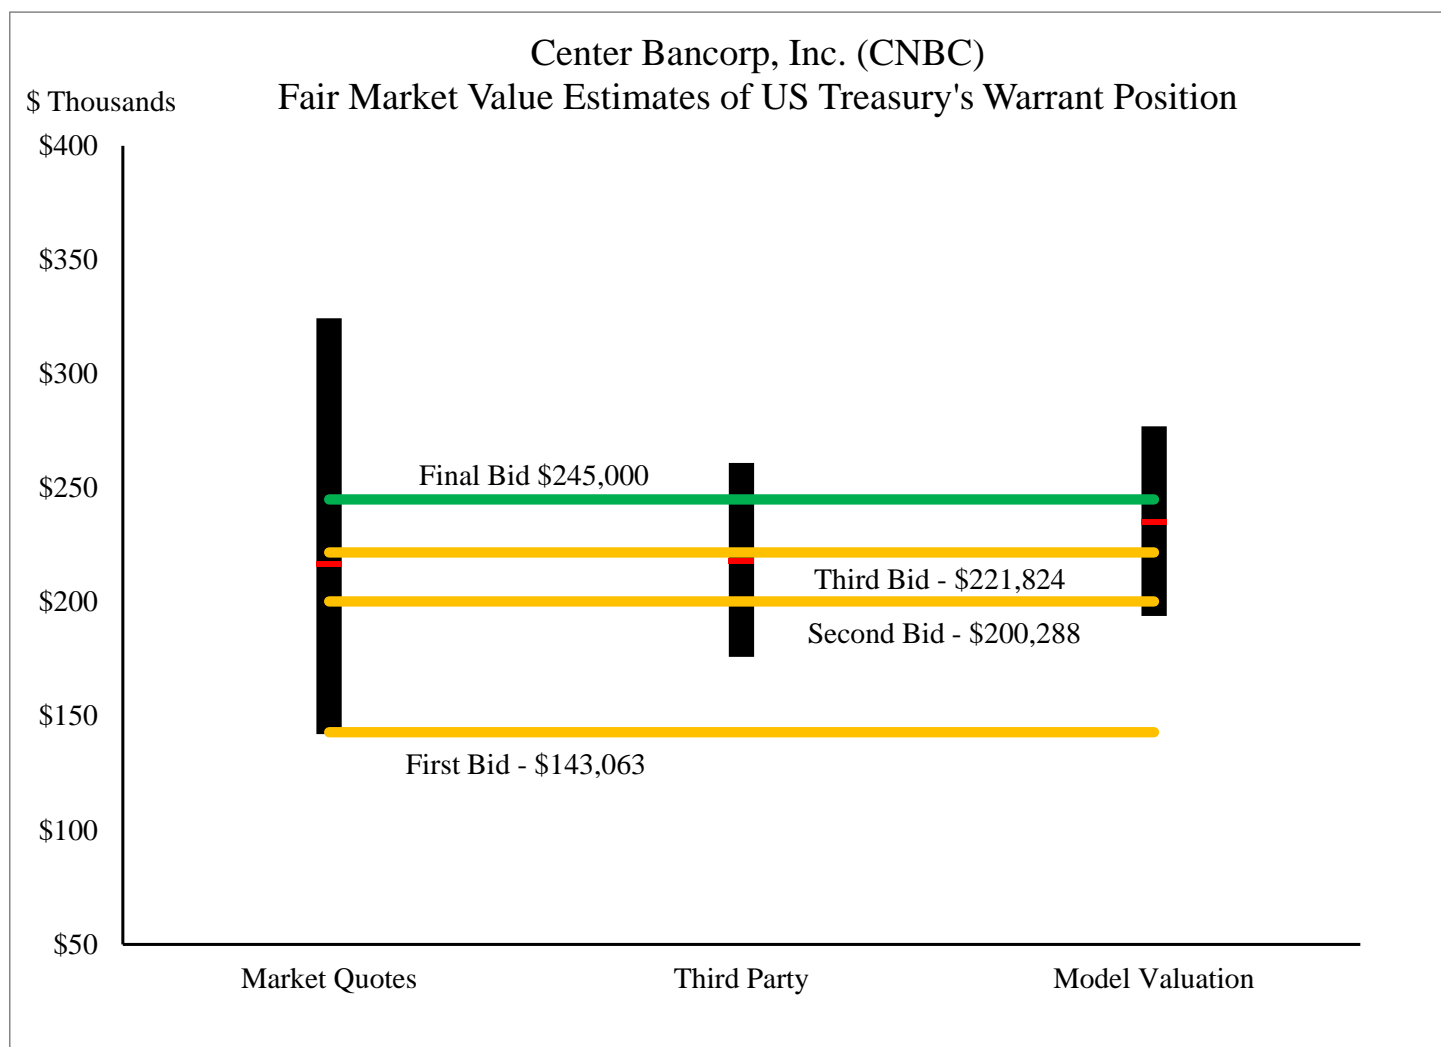 Center Bancorp, Inc. (CNBC)
Fair Market Value Estimates of US Treasury's Warrant Position
$ Thousands
$400
$350
$300
$250
$200
$150
$100
$50
Final Bid $245,000
Third Bid - $221,824
Second Bid - $200,288
First Bid - $143,063
Market Quotes
Third Party
Model Valuation